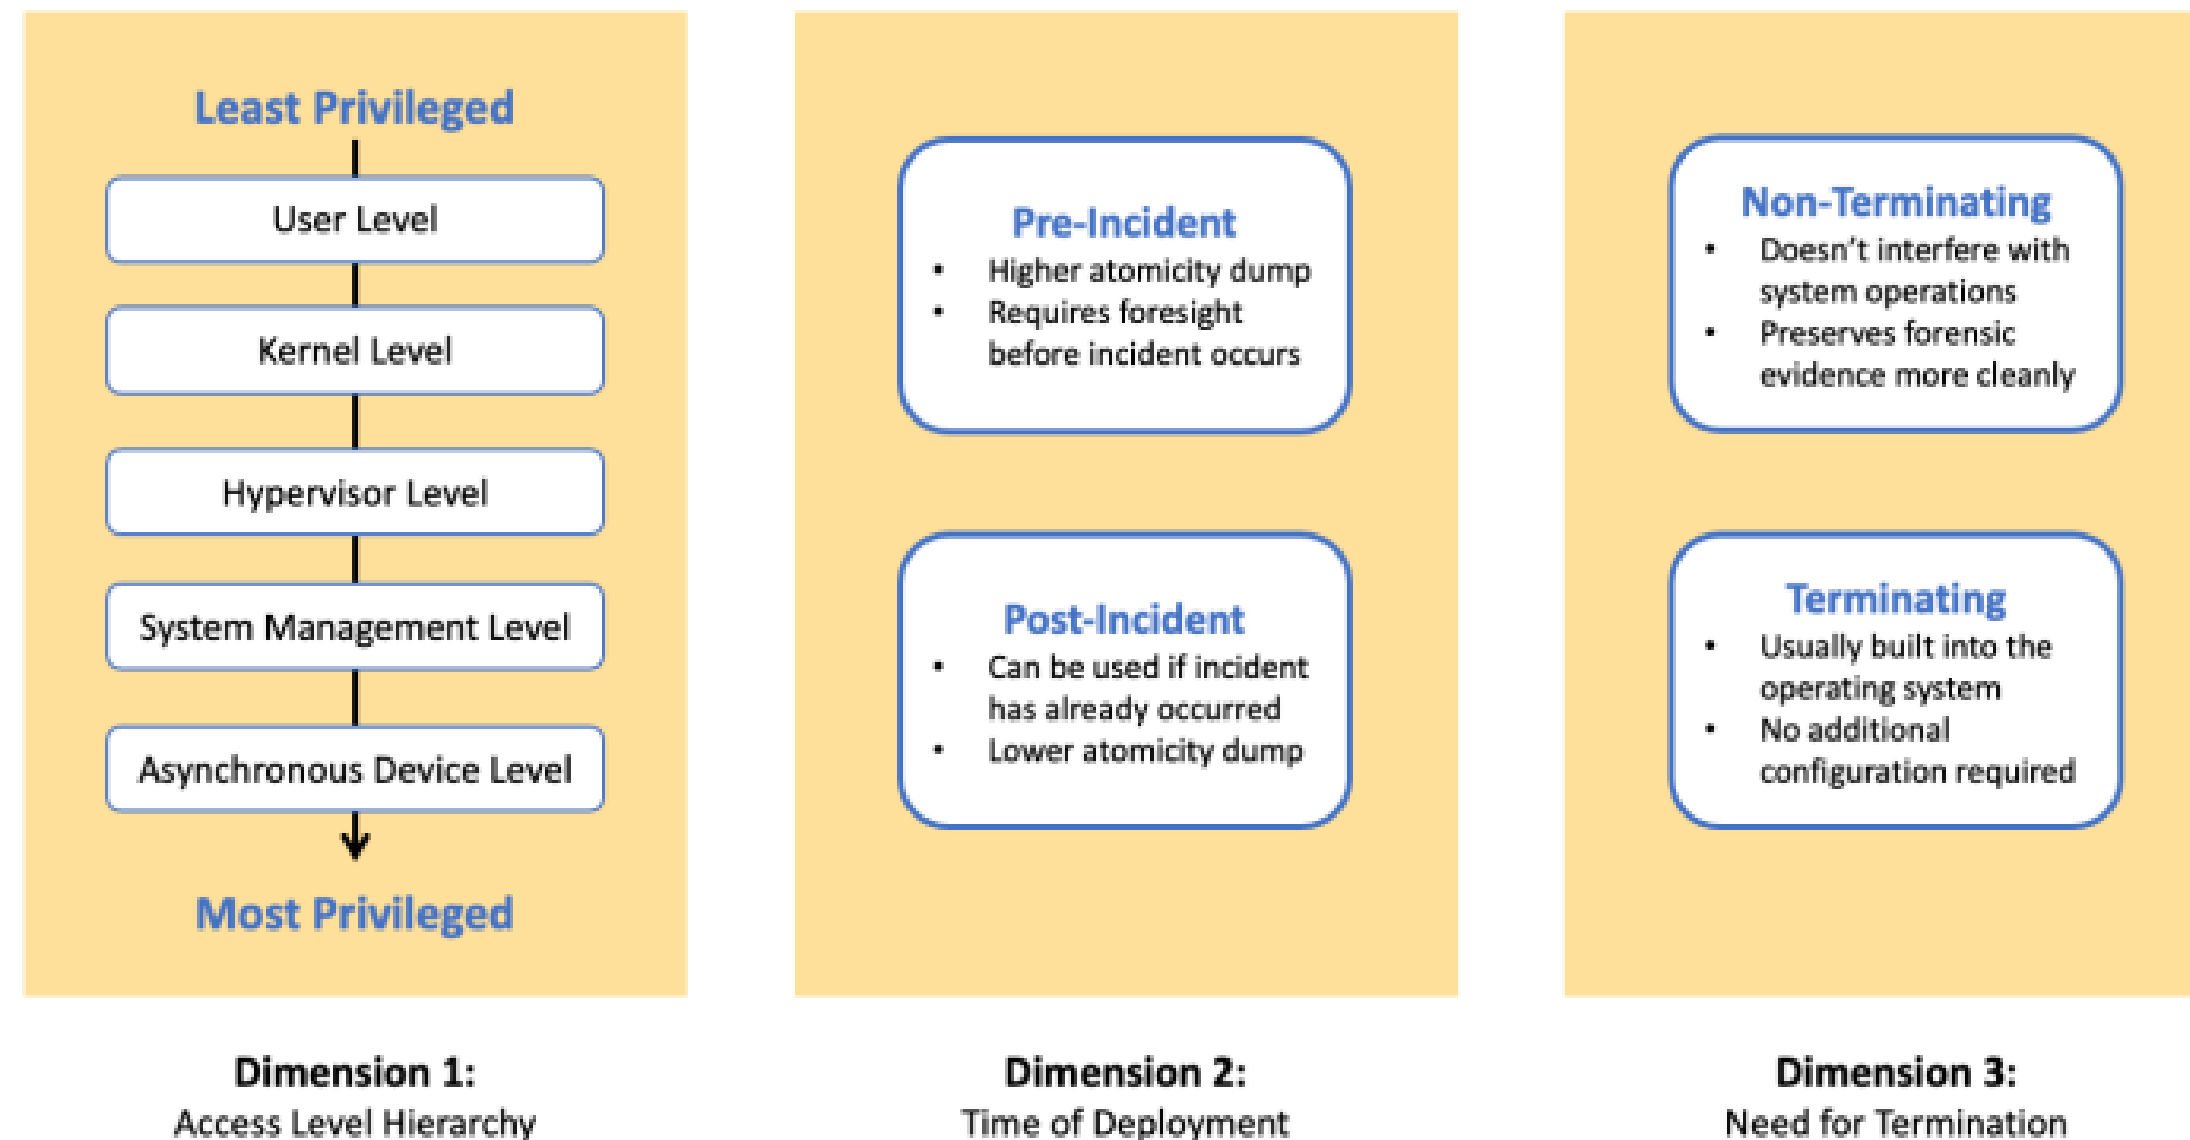 Least Privileged
User Level
Kernel Level
Hypervisor Level
System Management Level
Asynchronous Device Level
Most Privileged
Dimension 1:
Access Level Hierarchy
Pre-Incident
• Higher atomicity dump
• Requires foresight
before incident occurs
Post-Incident
• Can be used if incident
has already occurred
• Lower atomicity dump
Dimension 2:
Time of Deployment
Non-Terminating
• Doesn't interfere with
system operations
• Preserves forensic
evidence more cleanly
Terminating
• Usually built into the
operating system
• No additional
configuration required
Dimension 3:
Need for Termination